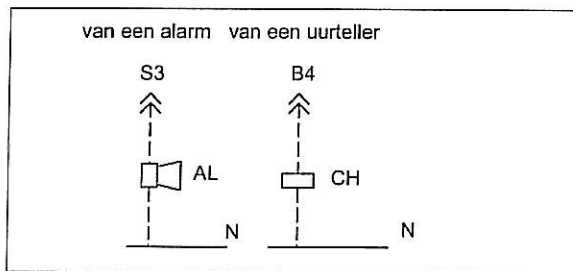 van een alarm van een uurteller
S3 B4
AL CH
N N